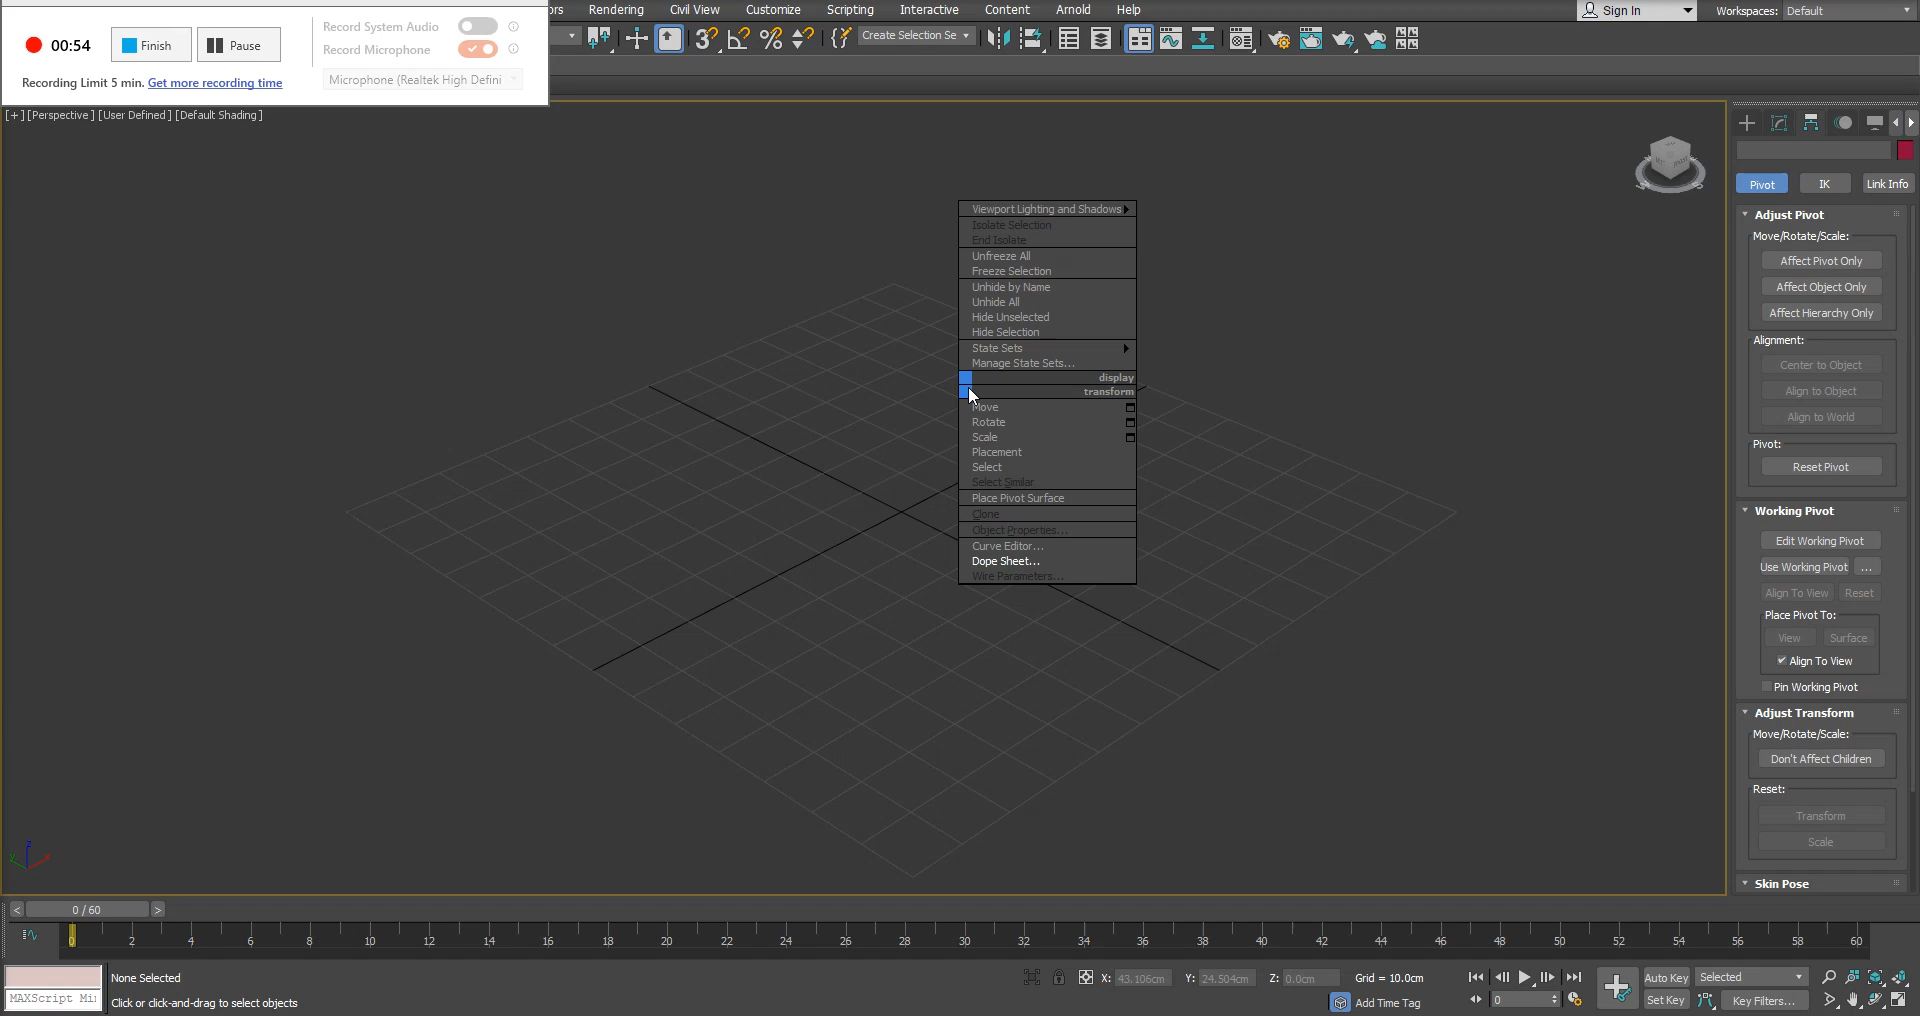 Rendering Civil View Customize Scripting Interactive Content Arnold Help Sign In Workspaces: Default
00:54 Finish Pause
Record System Audio
Record Microphone
Microphone (Realtek High Defini
Recording Limit 5 min. Get more recording time
Create Selection Se
[+] [Perspective ] [User Defined ] [Default Shading ]
Viewport Lighting and Shadows
Isolate Selection
End Isolate
Unfreeze All
Freeze Selection
Unhide by Name
Unhide All
Hide Unselected
Hide Selection
State Sets
Manage State Sets...
display
transform
Move
Rotate
Scale
Placement
Select
Select Similar
Place Pivot Surface
Clone
Object Properties...
Curve Editor...
Dope Sheet...
Wire Parameters...
Pivot IK Link Info
Adjust Pivot
Move/Rotate/Scale:
Affect Pivot Only
Affect Object Only
Affect Hierarchy Only
Alignment:
Center to Object
Align to Object
Align to World
Pivot:
Reset Pivot
Working Pivot
Edit Working Pivot
Use Working Pivot ...
Align To View Reset
Place Pivot To:
View Surface
Align To View
Pin Working Pivot
Adjust Transform
Move/Rotate/Scale:
Don't Affect Children
Reset:
Transform
Scale
Skin Pose
< 0 / 60 >
0 2 4 6 8 10 12 14 16 18 20 22 24 26 28 30 32 34 36 38 40 42 44 46 48 50 52 54 56 58 60
None Selected X: 43.106cm Y: 24.504cm Z: 0.0cm Grid = 10.0cm Auto Key Selected
MAXScript Mi Click or click-and-drag to select objects Add Time Tag 0 Set Key Key Filters...